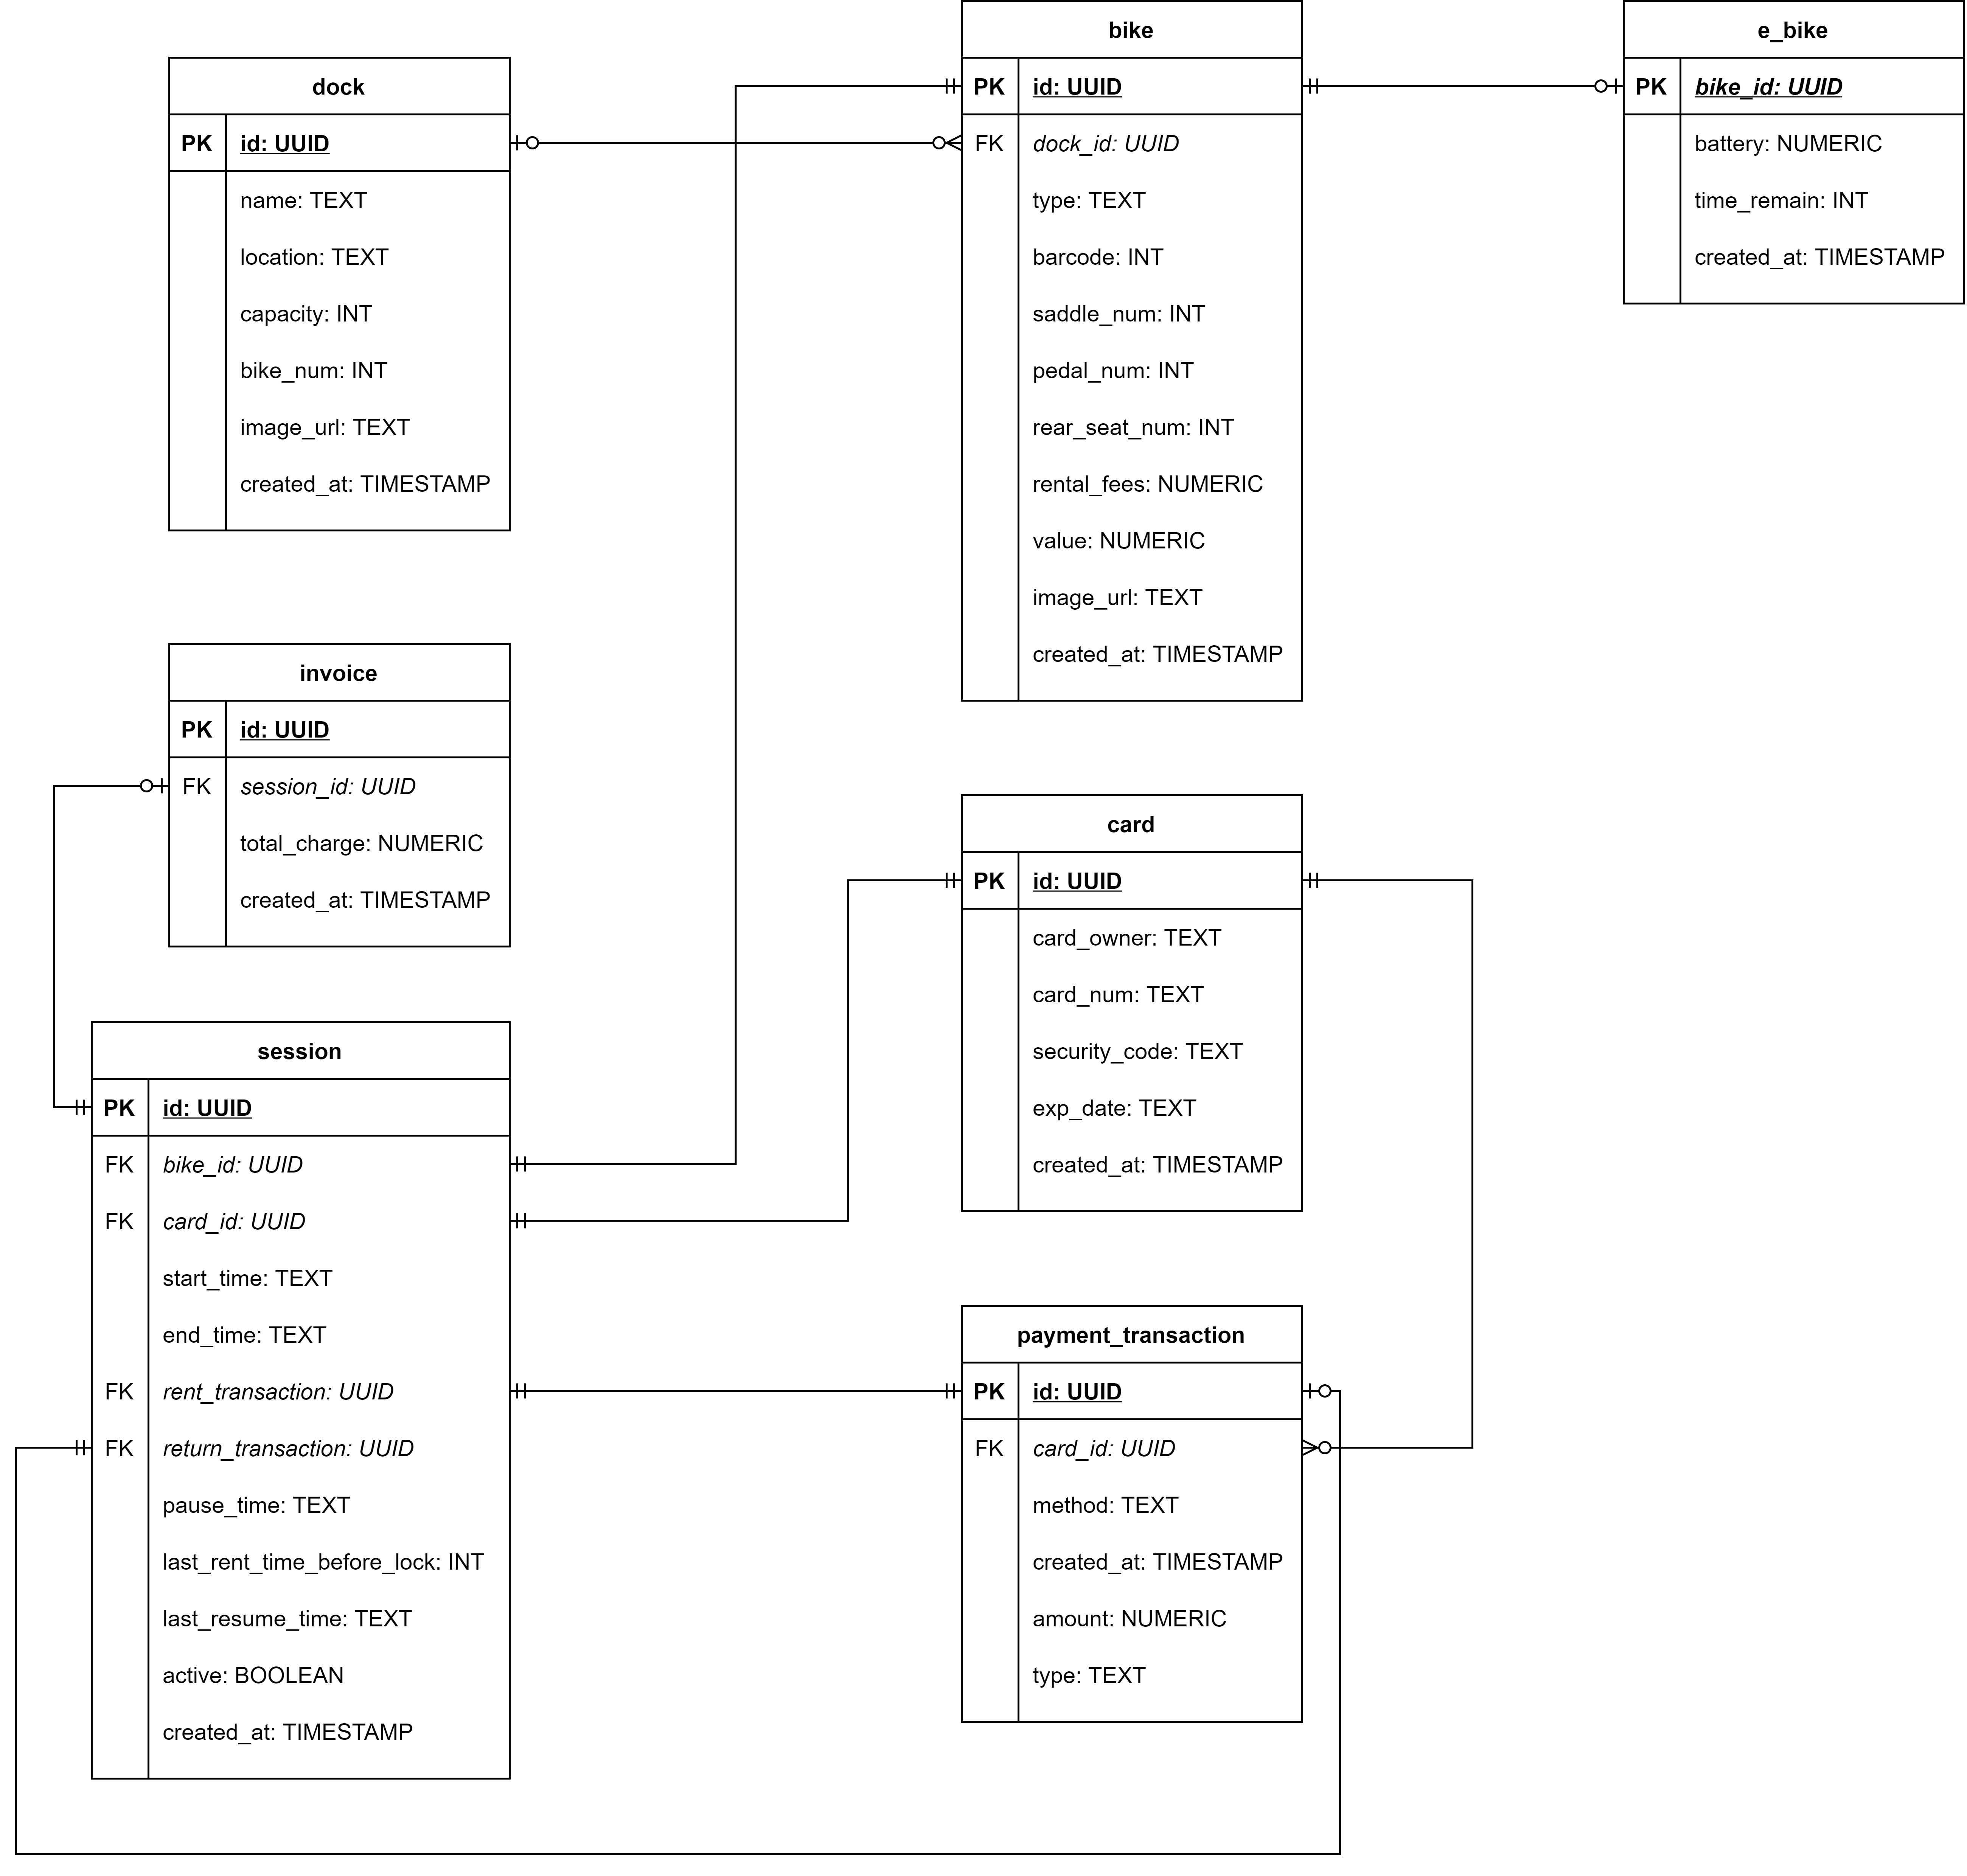 dock
PK id: UUID
name: TEXT
location: TEXT
capacity: INT
bike_num: INT
image_url: TEXT
created_at: TIMESTAMP
bike
PK id: UUID
FK dock_id: UUID
type: TEXT
barcode: INT
saddle_num: INT
pedal_num: INT
rear_seat_num: INT
rental_fees: NUMERIC
value: NUMERIC
image_url: TEXT
created_at: TIMESTAMP
e_bike
PK bike_id: UUID
battery: NUMERIC
time_remain: INT
created_at: TIMESTAMP
invoice
PK id: UUID
FK session_id: UUID
total_charge: NUMERIC
created_at: TIMESTAMP
card
PK id: UUID
card_owner: TEXT
card_num: TEXT
security_code: TEXT
exp_date: TEXT
created_at: TIMESTAMP
session
PK id: UUID
FK bike_id: UUID
FK card_id: UUID
start_time: TEXT
end_time: TEXT
FK rent_transaction: UUID
FK return_transaction: UUID
pause_time: TEXT
last_rent_time_before_lock: INT
last_resume_time: TEXT
active: BOOLEAN
created_at: TIMESTAMP
payment_transaction
PK id: UUID
FK card_id: UUID
method: TEXT
created_at: TIMESTAMP
amount: NUMERIC
type: TEXT